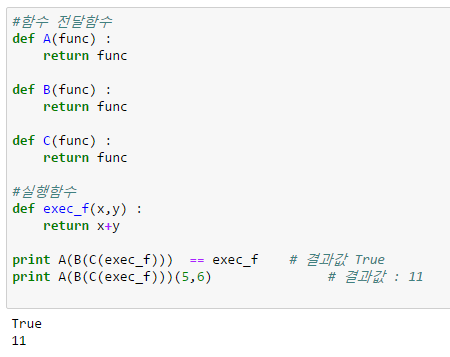 #함수 전달함수
def A(func) :
    return func

def B(func) :
    return func

def C(func) :
    return func

#실행함수
def exec_f(x,y) :
    return x+y

print A(B(C(exec_f)))  == exec_f    # 결과값 True
print A(B(C(exec_f)))(5,6)               # 결과값 : 11

True
11